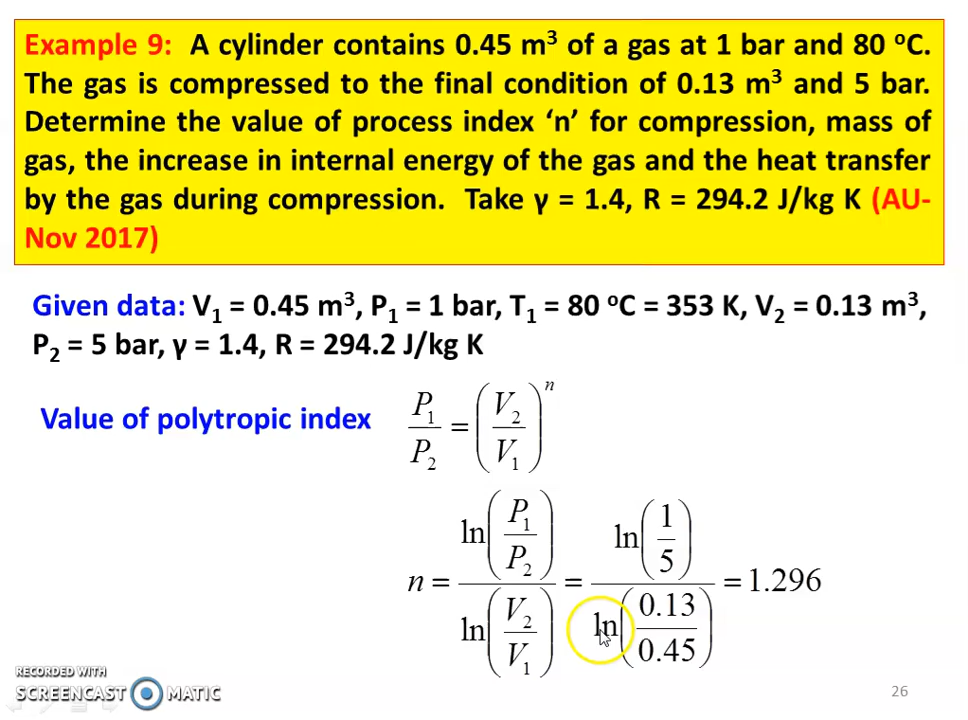 Example 9: A cylinder contains 0.45 m³ of a gas at 1 bar and 80 ºC.
The gas is compressed to the final condition of 0.13 m³ and 5 bar.
Determine the value of process index ‘n’ for compression, mass of
gas, the increase in internal energy of the gas and the heat transfer
by the gas during compression. Take γ = 1.4, R = 294.2 J/kg K (AU-
Nov 2017)
Given data: V₁ = 0.45 m³, P₁ = 1 bar, T₁ = 80 ºC = 353 K, V₂ = 0.13 m³,
P₂ = 5 bar, γ = 1.4, R = 294.2 J/kg K
Value of polytropic index P₁/P₂ = (V₂/V₁)ⁿ
n = ln(P₁/P₂) / ln(V₂/V₁) = ln(1/5) / ln(0.13/0.45) = 1.296
RECORDED WITH
SCREENCAST MATIC
26